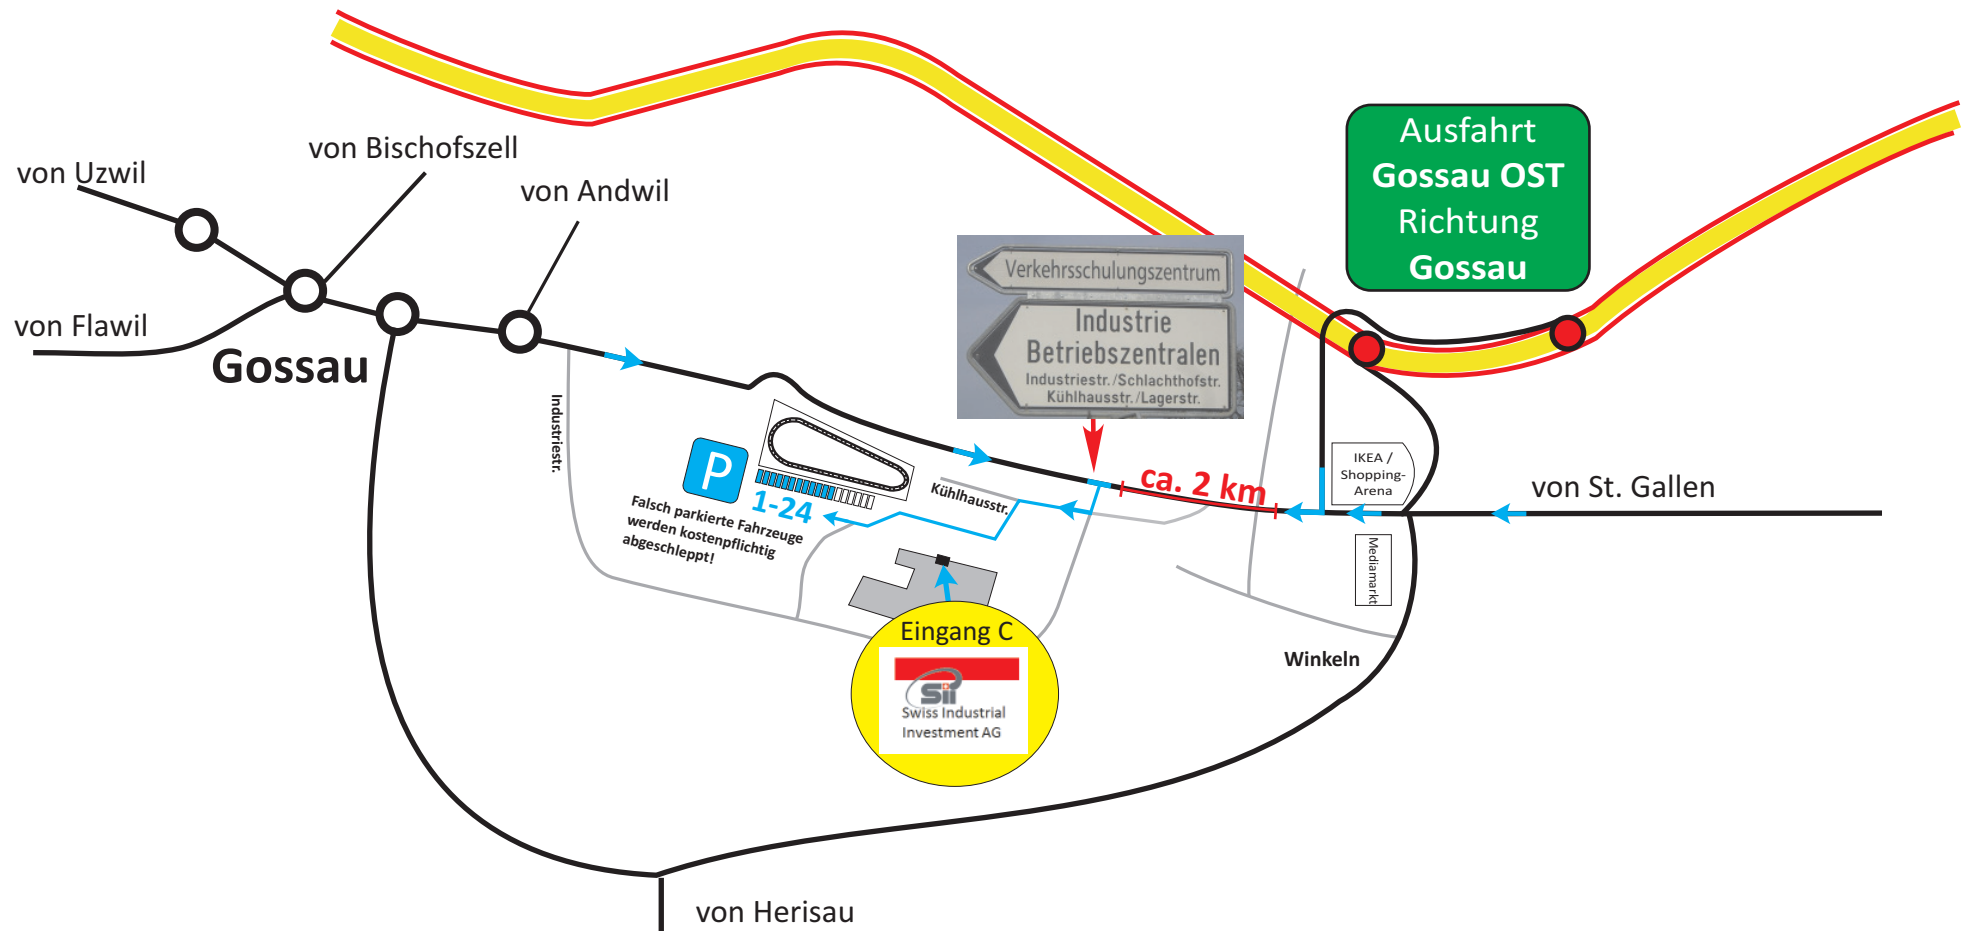 Ausfahrt
Gossau OST
Richtung
Gossau
von Bischofszell
von Uzwil
von Andwil
von Flawil
Gossau
Verkehrsschulungszentrum
Industrie
Betriebszentralen
Industriestr./Schlachthofstr.
Kühlhausstr./Lagerstr.
Industriestr.
P
1-24
Falsch parkierte Fahrzeuge
werden kostenpflichtig
abgeschleppt!
Kühlhausstr.
ca. 2 km
IKEA /
Shopping-
Arena
von St. Gallen
Mediamarkt
Winkeln
Eingang C
Sii
Swiss Industrial
Investment AG
von Herisau